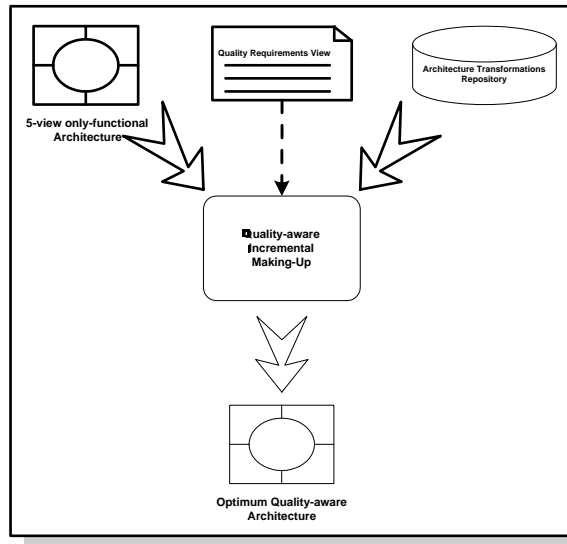 Quality Requirements View
Architecture Transformations
Repository
5-view only-functional
Architecture
Quality-aware
Incremental
Making-Up
Optimum Quality-aware
Architecture